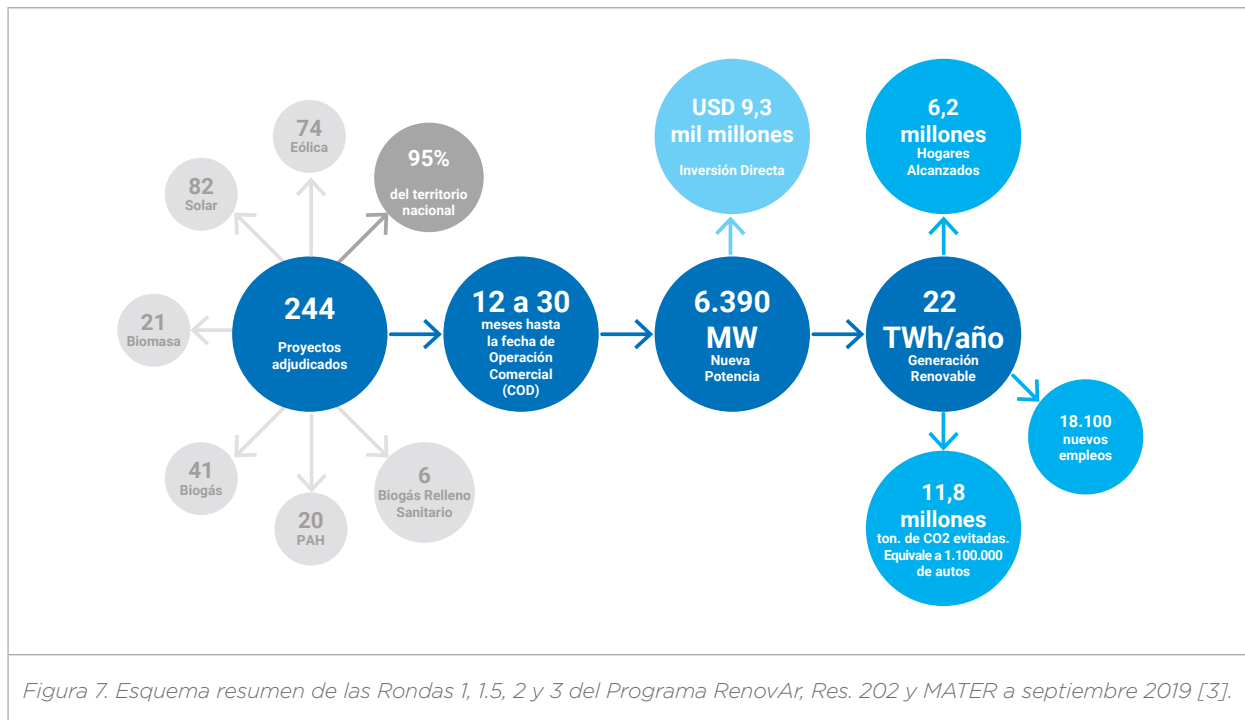 74
Eólica
95%
del territorio
nacional
82
Solar
21
Biomasa
244
Proyectos
adjudicados
41
Biogás
20
PAH
6
Biogás Relleno
Sanitario
12 a 30
meses hasta
la fecha de
Operación
Comercial
(COD)
USD 9,3
mil millones
Inversión Directa
6.390
MW
Nueva
Potencia
6,2
millones
Hogares
Alcanzados
22
TWh/año
Generación
Renovable
18.100
nuevos
empleos
11,8
millones
ton. de CO2 evitadas.
Equivale a 1.100.000
de autos
Figura 7. Esquema resumen de las Rondas 1, 1.5, 2 y 3 del Programa RenovAr, Res. 202 y MATER a septiembre 2019 [3].